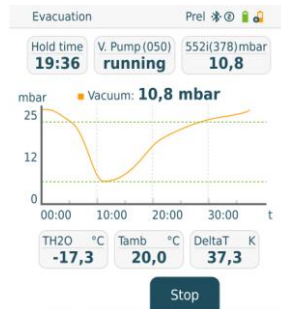 Evacuation Prel
Hold time V. Pump (050) 552i(378)mbar
19:36 running 10,8
mbar Vacuum: 10,8 mbar
25
12
0
00:00 10:00 20:00 30:00 t
TH2O °C Tamb °C DeltaT K
-17,3 20,0 37,3
Stop